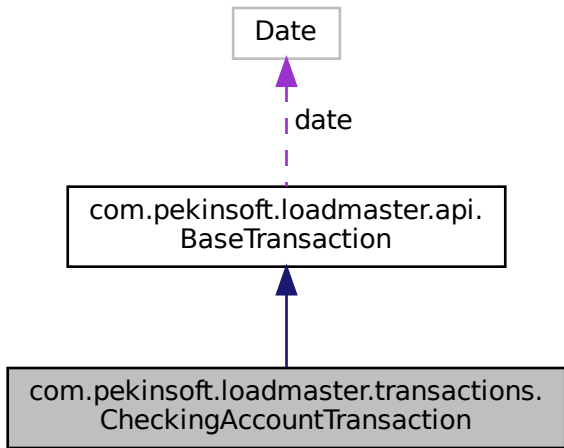 Date
date
com.pekinsoft.loadmaster.api.
BaseTransaction
com.pekinsoft.loadmaster.transactions.
CheckingAccountTransaction